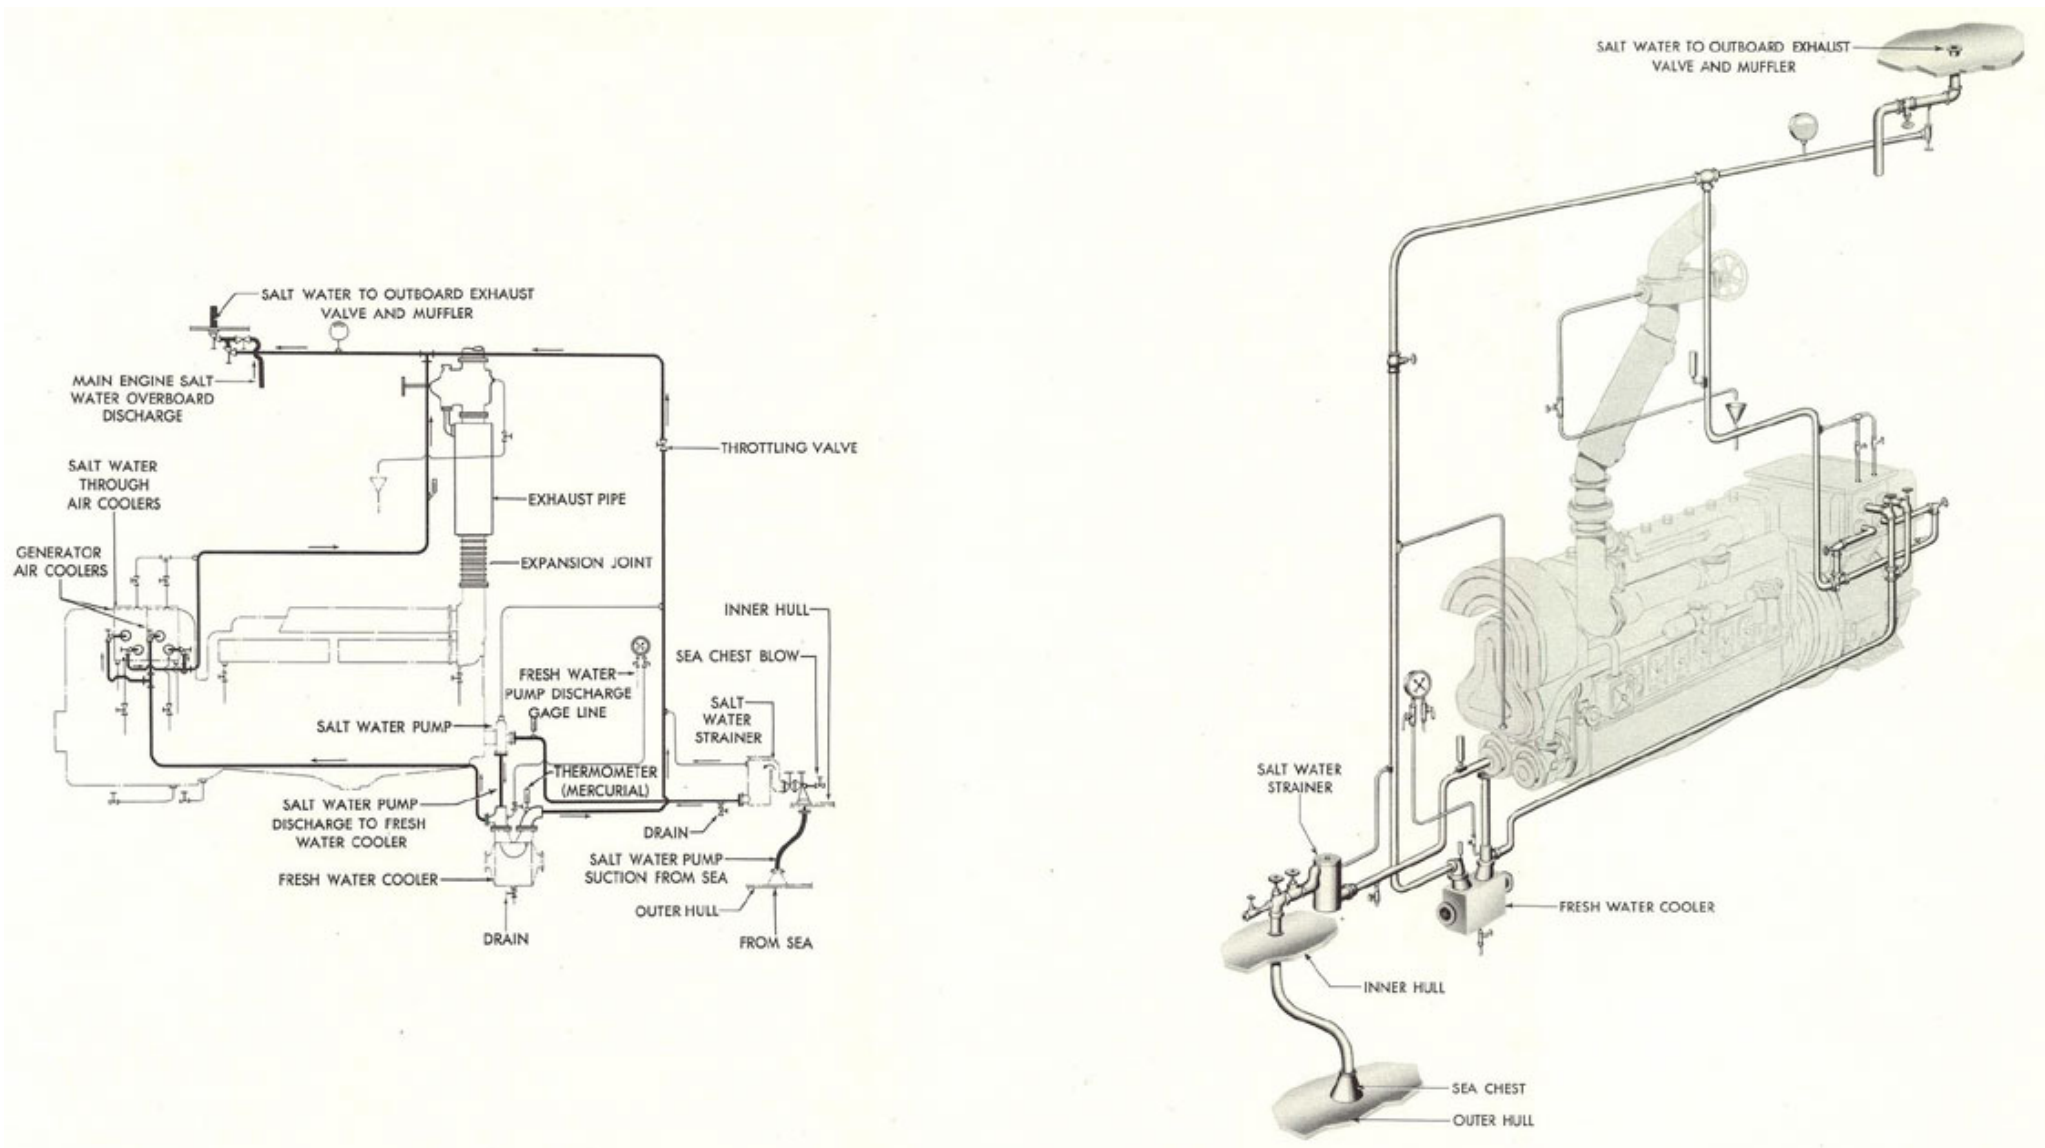 SALT WATER TO OUTBOARD EXHAUST
VALVE AND MUFFLER
MAIN ENGINE SALT
WATER OVERBOARD
DISCHARGE
THROTTLING VALVE
SALT WATER
THROUGH
AIR COOLERS
EXHAUST PIPE
GENERATOR
AIR COOLERS
EXPANSION JOINT
INNER HULL
SEA CHEST BLOW
FRESH WATER
PUMP DISCHARGE
GAGE LINE
SALT
WATER
STRAINER
SALT WATER PUMP
THERMOMETER
(MERCURIAL)
SALT WATER PUMP
DISCHARGE TO FRESH
WATER COOLER
DRAIN
SALT WATER PUMP
SUCTION FROM SEA
FRESH WATER COOLER
OUTER HULL
DRAIN
FROM SEA
SALT WATER TO OUTBOARD EXHAUST
VALVE AND MUFFLER
SALT WATER
STRAINER
FRESH WATER COOLER
INNER HULL
SEA CHEST
OUTER HULL